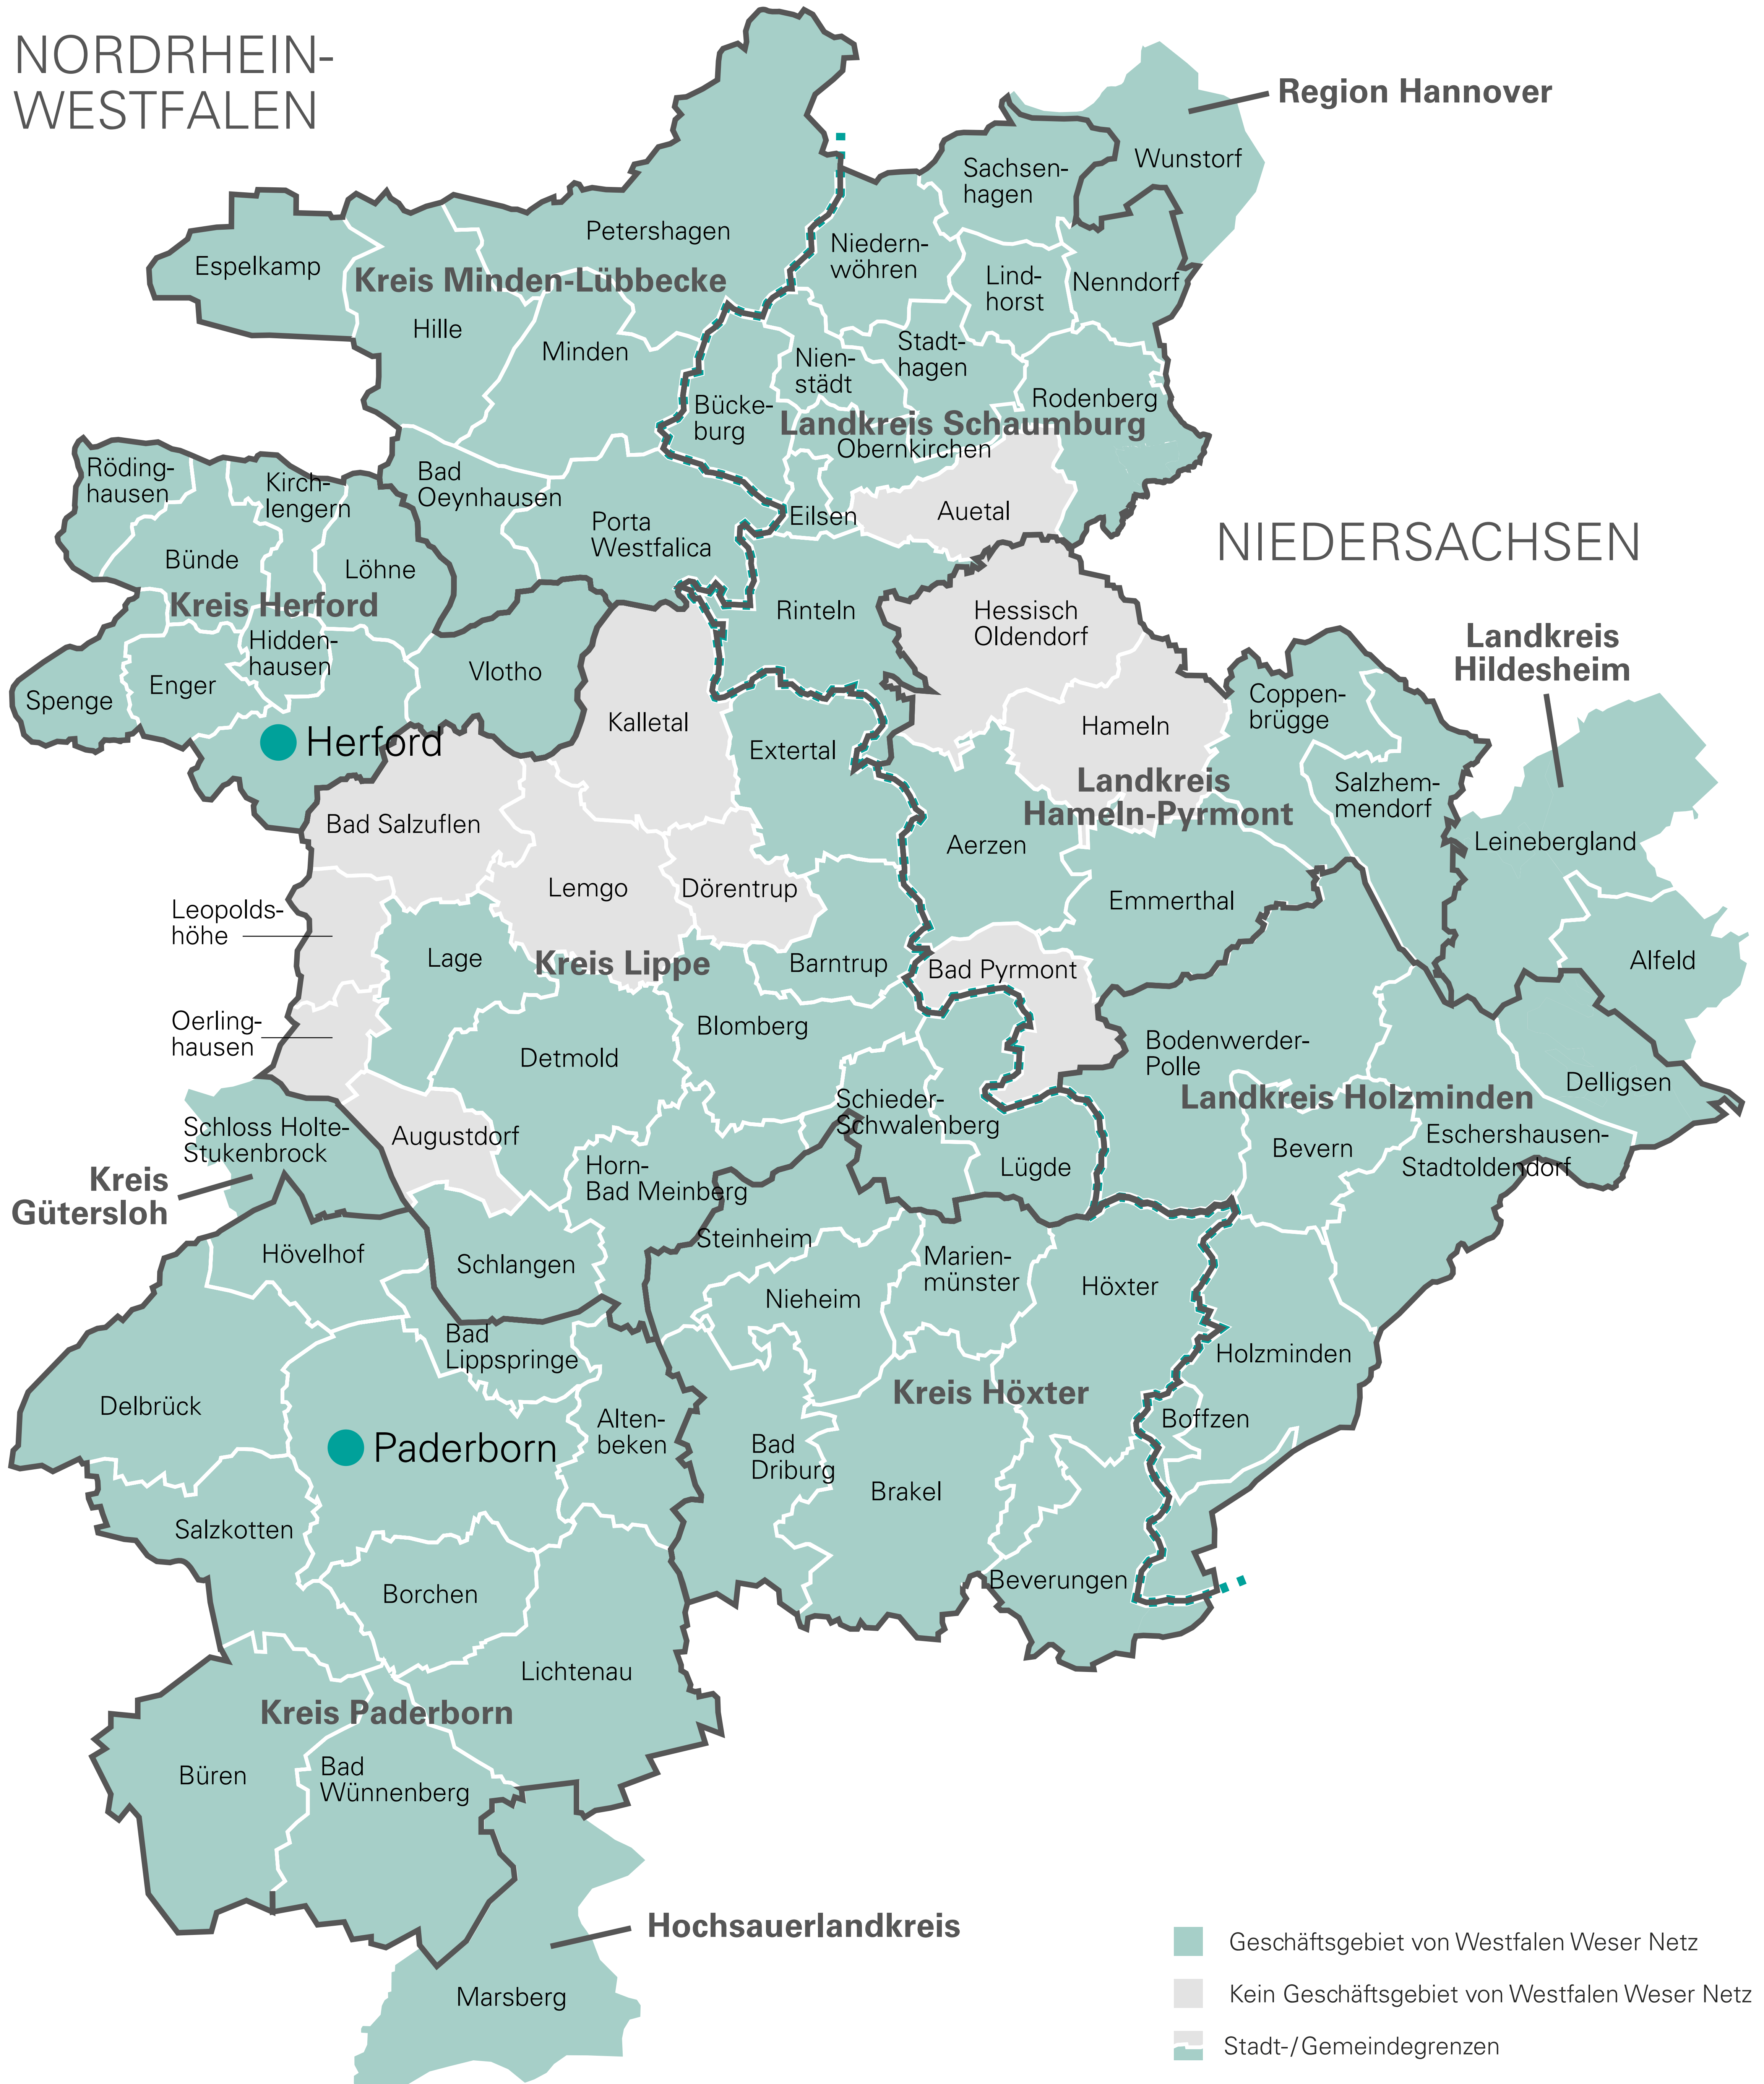 NORDRHEIN-
WESTFALEN
Region Hannover
Wunstorf
Sachsen-
hagen
Petershagen
Niedern-
wöhren
Espelkamp
Kreis Minden-Lübbecke
Lind-
horst
Nenndorf
Hille
Minden
Stadt-
hagen
Nien-
städt
Rodenberg
Bücke-
burg
Landkreis Schaumburg
Obernkirchen
Röding-
hausen
Kirch-
lengern
Bad
Oeynhausen
Porta
Westfalica
Eilsen
Auetal
NIEDERSACHSEN
Bünde
Löhne
Kreis Herford
Rinteln
Hessisch
Oldendorf
Hidden-
hausen
Landkreis
Hildesheim
Vlotho
Enger
Spenge
Coppen-
brügge
Kalletal
Hameln
Herford
Extertal
Landkreis
Hameln-Pyrmont
Salzhem-
mendorf
Bad Salzuflen
Aerzen
Leinebergland
Lemgo
Dörentrup
Emmerthal
Leopolds-
höhe
Lage
Kreis Lippe
Barntrup
Bad Pyrmont
Alfeld
Oerling-
hausen
Blomberg
Detmold
Bodenwerder-
Polle
Delligsen
Landkreis Holzminden
Schieder-
Schwalenberg
Schloss Holte-
Stukenbrock
Augustdorf
Bevern
Eschershausen-
Stadtoldendorf
Horn-
Bad Meinberg
Lügde
Kreis
Gütersloh
Steinheim
Hövelhof
Schlangen
Marien-
münster
Höxter
Nieheim
Bad
Lippspringe
Holzminden
Kreis Höxter
Delbrück
Alten-
beken
Boffzen
Paderborn
Bad
Driburg
Brakel
Salzkotten
Borchen
Beverungen
Lichtenau
Kreis Paderborn
Büren
Bad
Wünnenberg
Hochsauerlandkreis
Marsberg
Geschäftsgebiet von Westfalen Weser Netz
Kein Geschäftsgebiet von Westfalen Weser Netz
Stadt-/Gemeindegrenzen